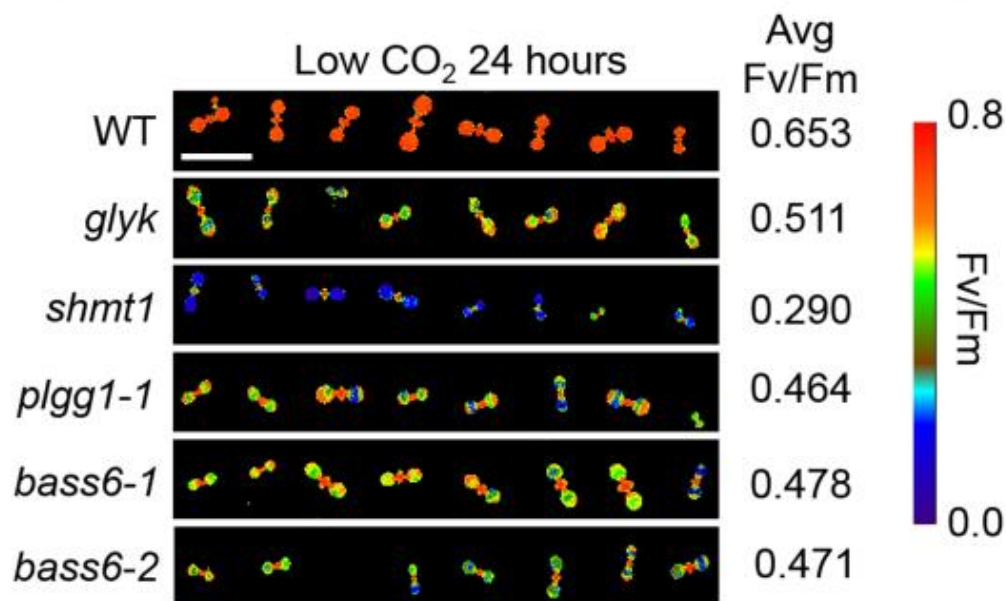 Low CO₂ 24 hours
Avg
Fv/Fm
WT
0.653
glyk
0.511
shmt1
0.290
plgg1-1
0.464
bass6-1
0.478
bass6-2
0.471
0.8
Fv/Fm
0.0